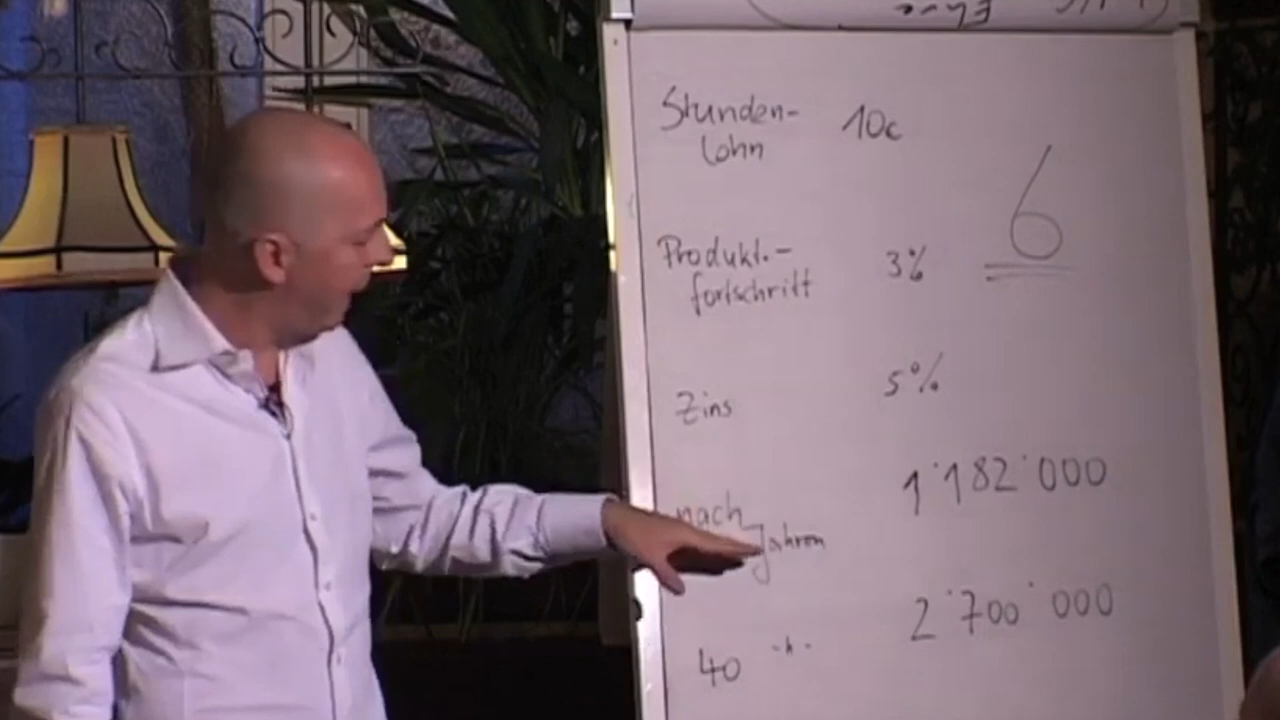 Stunden-
lohn 10c
6
Produkt.-
fortschritt 3%
Zins 5%
1'182'000
nach
Jahren
2'700'000
40 -"-